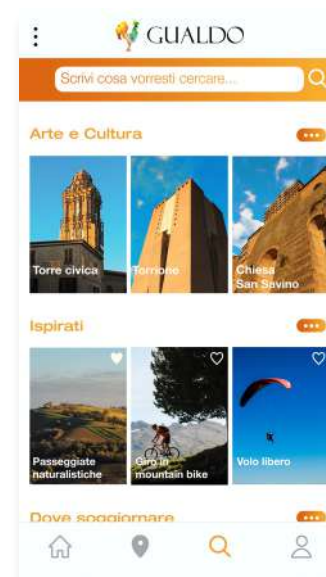 GUALDO
Scrivi cosa vorresti cercare...
Arte e Cultura
Torre civica
Torrione
Chiesa
San Savino
Ispirati
Passeggiate
naturalistiche
Giro in
mountain bike
Volo libero
Dove soggiornare